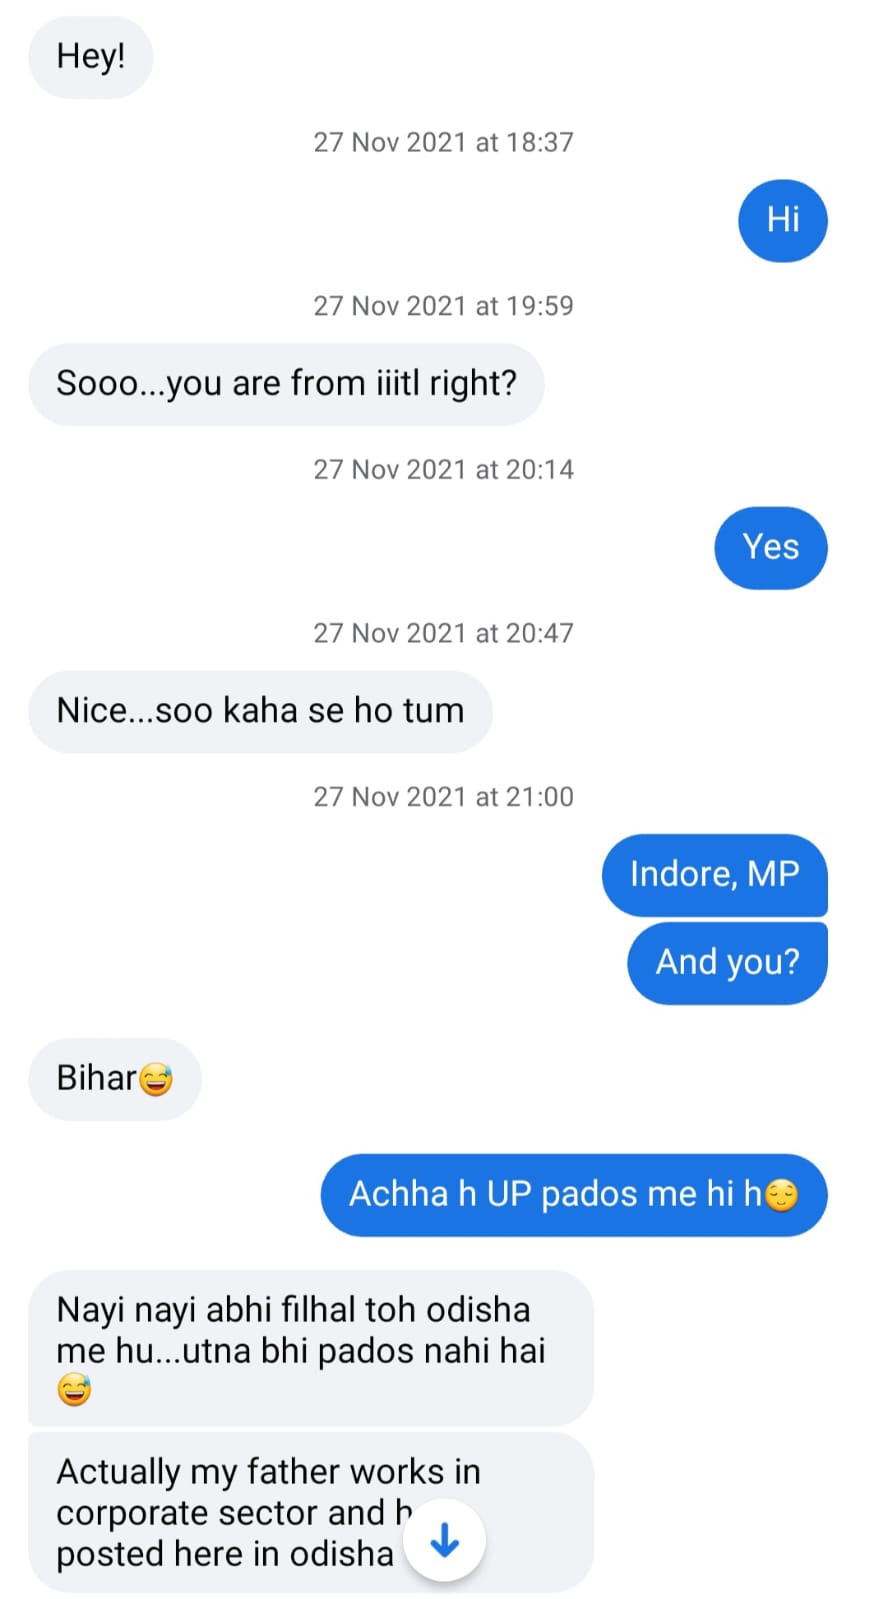 Hey!
27 Nov 2021 at 18:37
Hi
27 Nov 2021 at 19:59
Sooo...you are from iiitl right?
27 Nov 2021 at 20:14
Yes
27 Nov 2021 at 20:47
Nice...soo kaha se ho tum
27 Nov 2021 at 21:00
Indore, MP
And you?
Bihar😅
Achha h UP pados me hi h😌
Nayi nayi abhi filhal toh odisha
me hu...utna bhi pados nahi hai
😅
Actually my father works in
corporate sector and
posted here in odisha